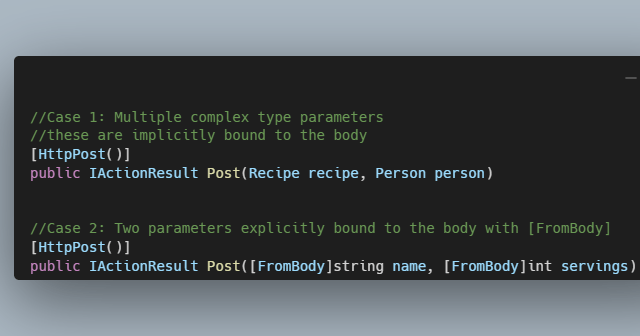 //Case 1: Multiple complex type parameters
//these are implicitly bound to the body
[HttpPost()]
public IActionResult Post(Recipe recipe, Person person)
//Case 2: Two parameters explicitly bound to the body with [FromBody]
[HttpPost()]
public IActionResult Post([FromBody]string name, [FromBody]int servings)